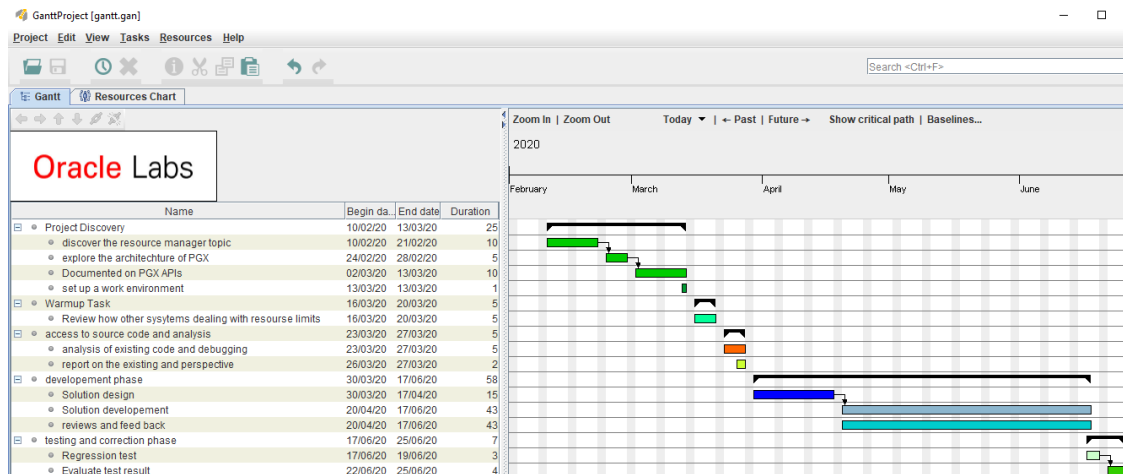 GanttProject [gantt.gan]
Project Edit View Tasks Resources Help
Search <Ctrl+F>
Gantt Resources Chart
Zoom In | Zoom Out Today ▼ | ← Past | Future → Show critical path | Baselines...
2020
Oracle Labs
February March April May June
Name Begin da... End date Duration
Project Discovery 10/02/20 13/03/20 25
discover the resource manager topic 10/02/20 21/02/20 10
explore the architechture of PGX 24/02/20 28/02/20 5
Documented on PGX APIs 02/03/20 13/03/20 10
set up a work environment 13/03/20 13/03/20 1
Warmup Task 16/03/20 20/03/20 5
Review how other sysytems dealing with resourse limits 16/03/20 20/03/20 5
access to source code and analysis 23/03/20 27/03/20 5
analysis of existing code and debugging 23/03/20 27/03/20 5
report on the existing and perspective 26/03/20 27/03/20 2
developement phase 30/03/20 17/06/20 58
Solution design 30/03/20 17/04/20 15
Solution developement 20/04/20 17/06/20 43
reviews and feed back 20/04/20 17/06/20 43
testing and correction phase 17/06/20 25/06/20 7
Regression test 17/06/20 19/06/20 3
Evaluate test result 22/06/20 25/06/20 4